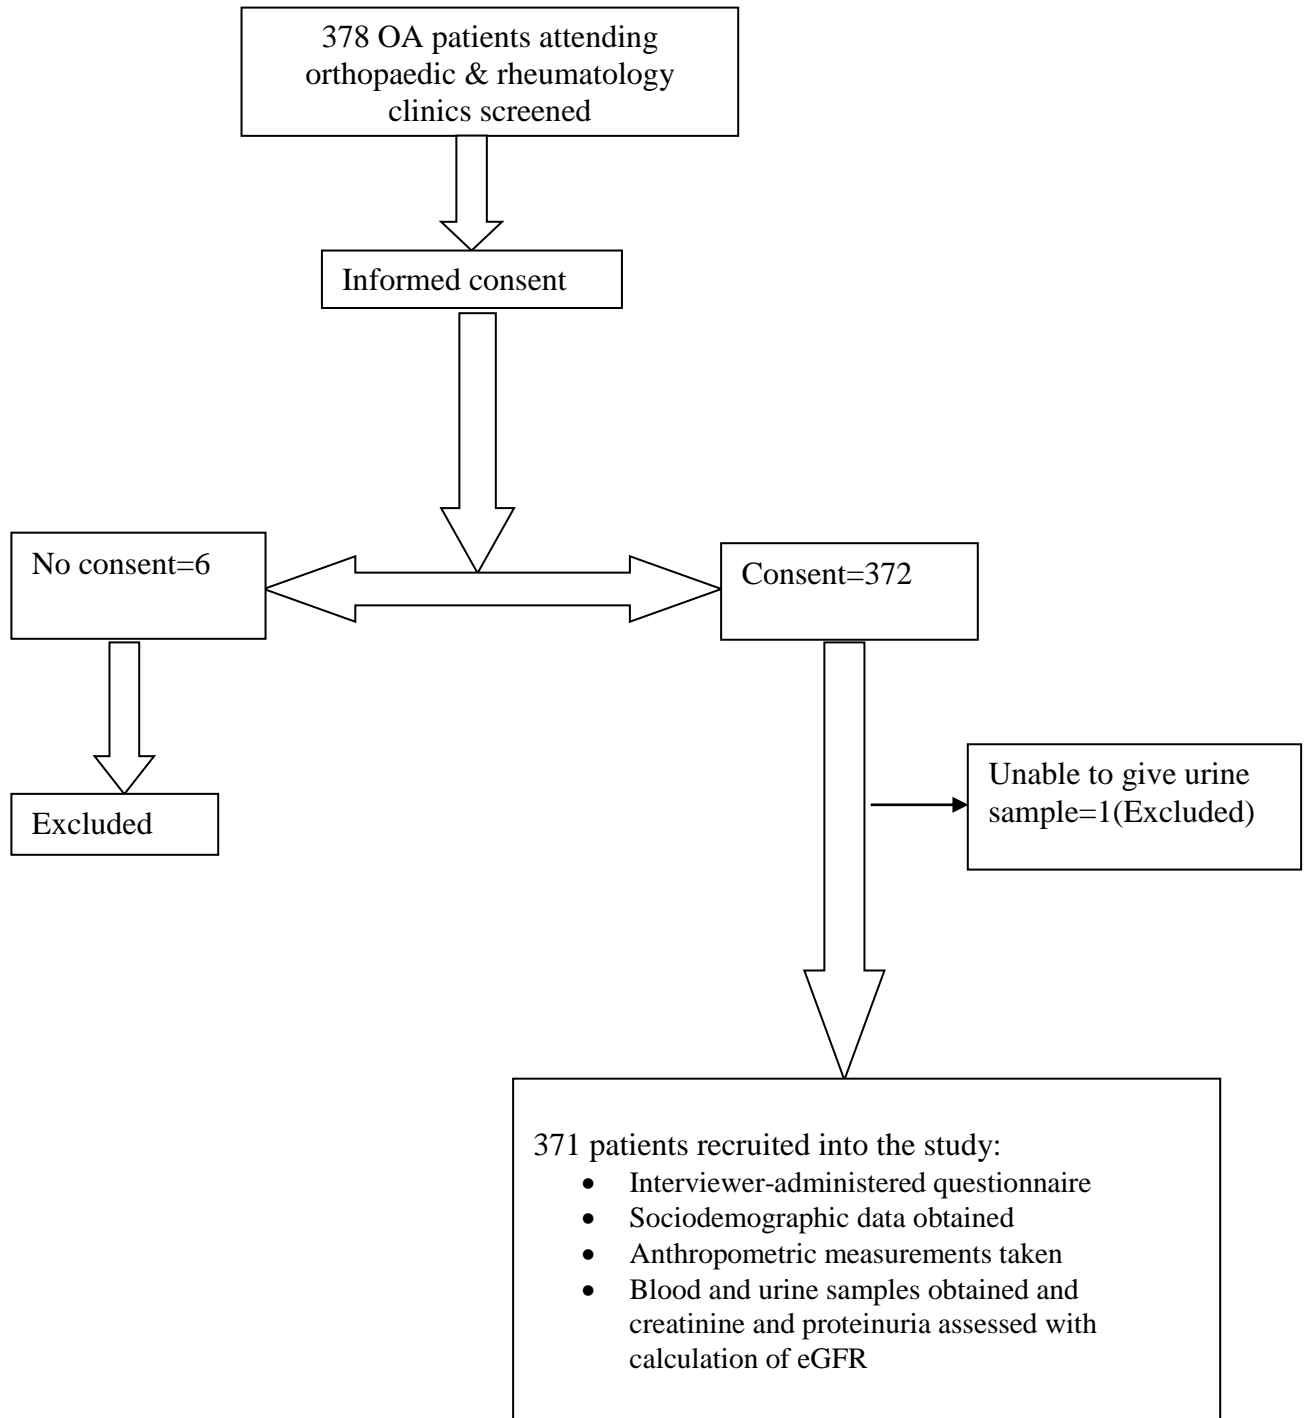 378 OA patients attending
orthopaedic & rheumatology
clinics screened
Informed consent
No consent=6
Consent=372
Unable to give urine
sample=1(Excluded)
Excluded
371 patients recruited into the study:
• Interviewer-administered questionnaire
• Sociodemographic data obtained
• Anthropometric measurements taken
• Blood and urine samples obtained and
creatinine and proteinuria assessed with
calculation of eGFR